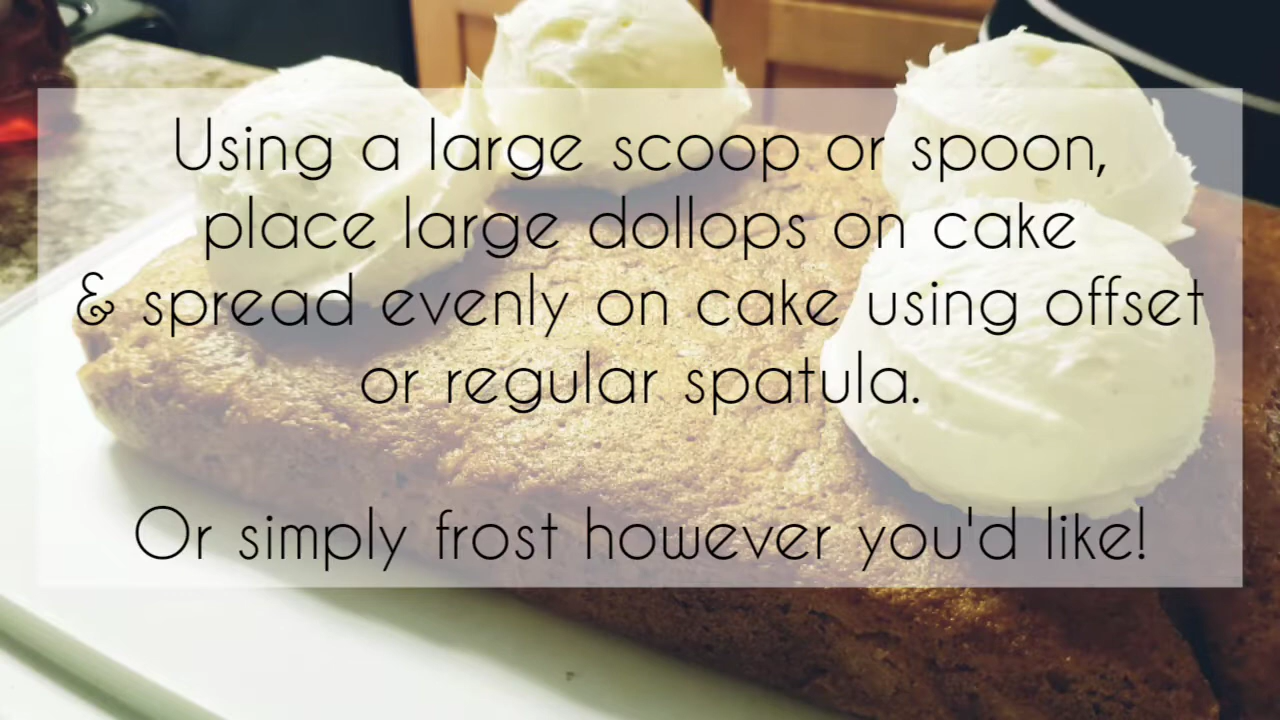 Using a large scoop or spoon,
place large dollops on cake
& spread evenly on cake using offset
or regular spatula.
Or simply frost however you'd like!